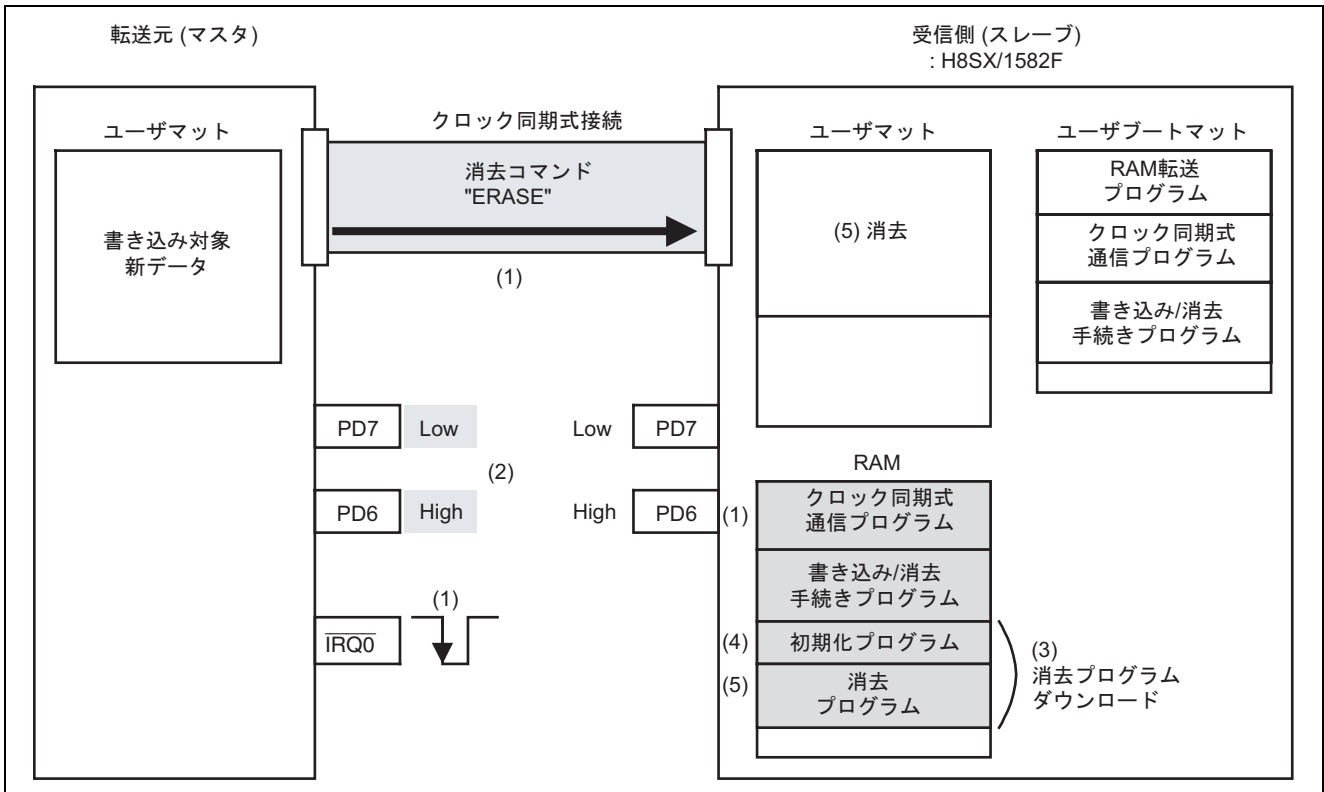 転送元 (マスタ)
受信側 (スレーブ)
: H8SX/1582F
ユーザマット
書き込み対象
新データ
クロック同期式接続
消去コマンド
"ERASE"
(1)
ユーザマット
(5) 消去
ユーザブートマット
RAM転送
プログラム
クロック同期式
通信プログラム
書き込み/消去
手続きプログラム
PD7
Low
Low
PD7
(2)
PD6
High
High
PD6
IRQ0
(1)
RAM
(1)
クロック同期式
通信プログラム
書き込み/消去
手続きプログラム
(4)
初期化プログラム
(5)
消去
プログラム
(3)
消去プログラム
ダウンロード